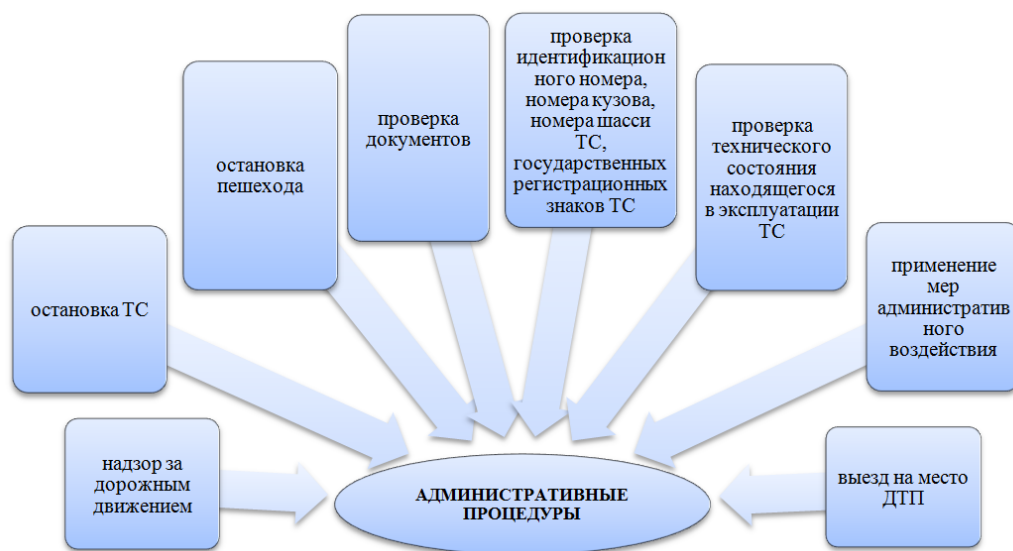 надзор за
дорожным
движением
остановка ТС
остановка
пешехода
проверка
документов
проверка
идентификацион
ного номера,
номера кузова,
номера шасси
ТС,
государственных
регистрационных
знаков ТС
проверка
технического
состояния
находящегося
в эксплуатации
ТС
применение
мер
административ
ного
воздействия
выезд на место
ДТП
АДМИНИСТРАТИВНЫЕ
ПРОЦЕДУРЫ